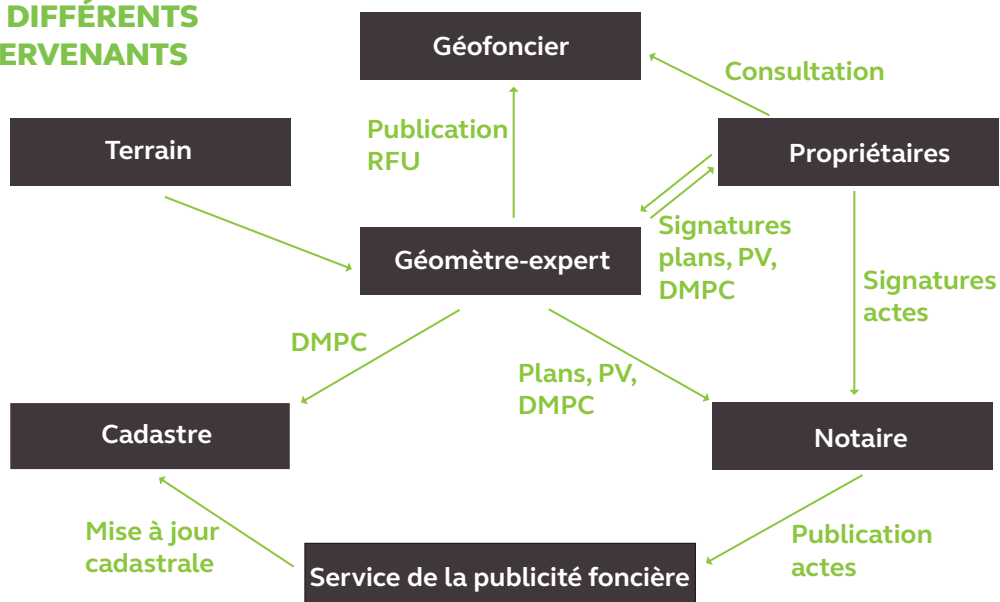 DIFFÉRENTS
ERVENANTS
Géofoncier
Consultation
Publication
RFU
Terrain
Propriétaires
Signatures
plans, PV,
DMPC
Géomètre-expert
Signatures
actes
DMPC
Plans, PV,
DMPC
Cadastre
Notaire
Mise à jour
cadastrale
Publication
actes
Service de la publicité foncière